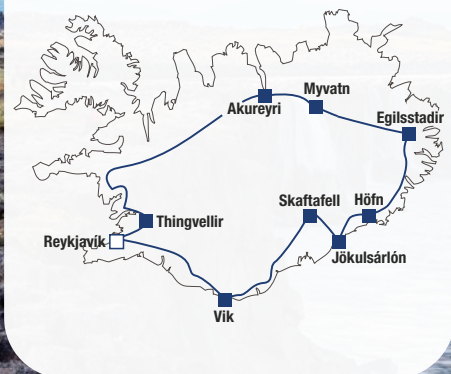 Myvatn
Akureyri
Egilsstadir
Skaftafell
Höfn
Thingvellir
Reykjavík
Jökulsárlón
Vik